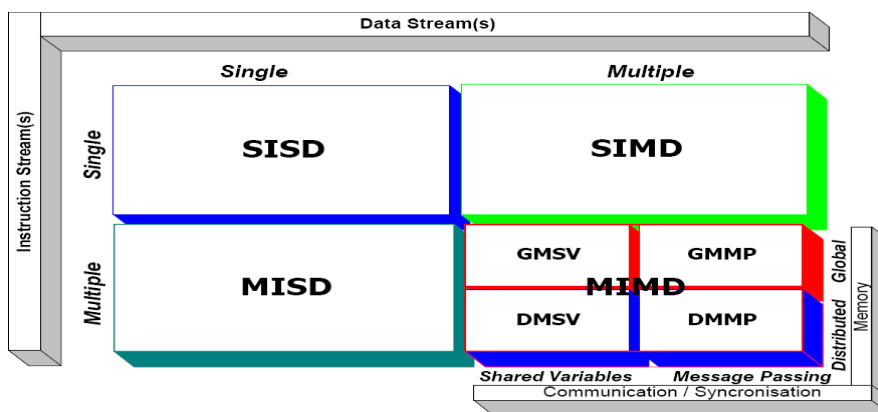 Data Stream(s)
Single
Multiple
Instruction Stream(s)
Single
SISD
SIMD
Multiple
MISD
MIMD
GMSV
GMMP
DMSV
DMMP
Global
Distributed
Memory
Shared Variables
Message Passing
Communication / Syncronisation